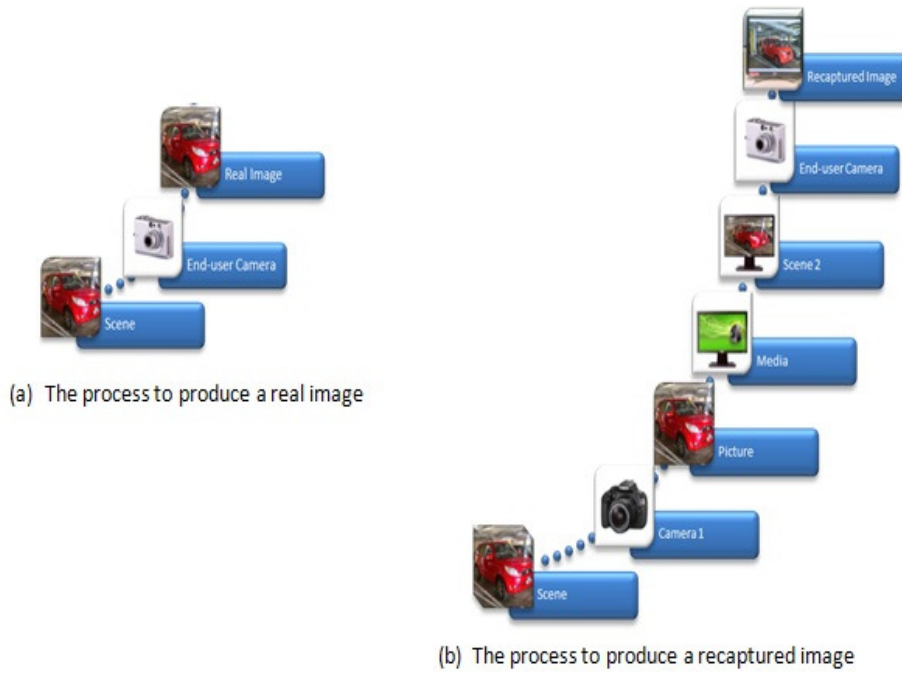 Real Image
End-user Camera
Scene
(a) The process to produce a real image
Recaptured Image
End-user Camera
Scene 2
Media
Picture
Camera 1
Scene
(b) The process to produce a recaptured image